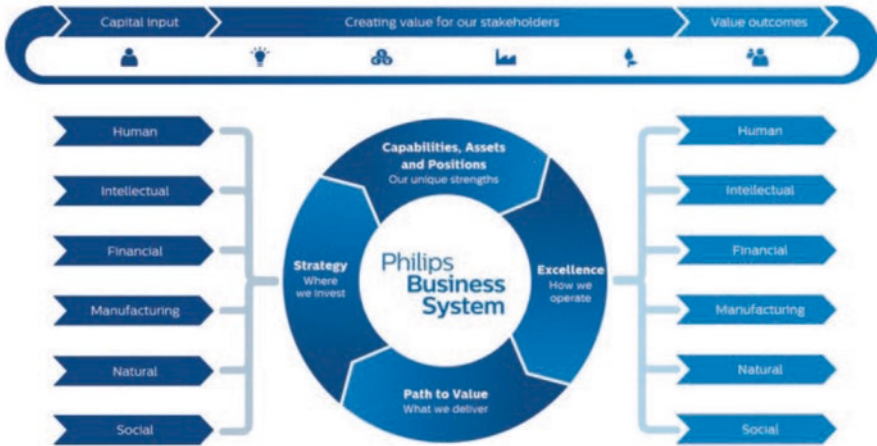 Capital input
Creating value for our stakeholders
Value outcomes
Human
Intellectual
Financial
Manufacturing
Natural
Social
Capabilities, Assets
and Positions
Our unique strengths
Strategy
Where
we invest
Philips
Business
System
Excellence
How we
operate
Path to Value
What we deliver
Human
Intellectual
Financial
Manufacturing
Natural
Social